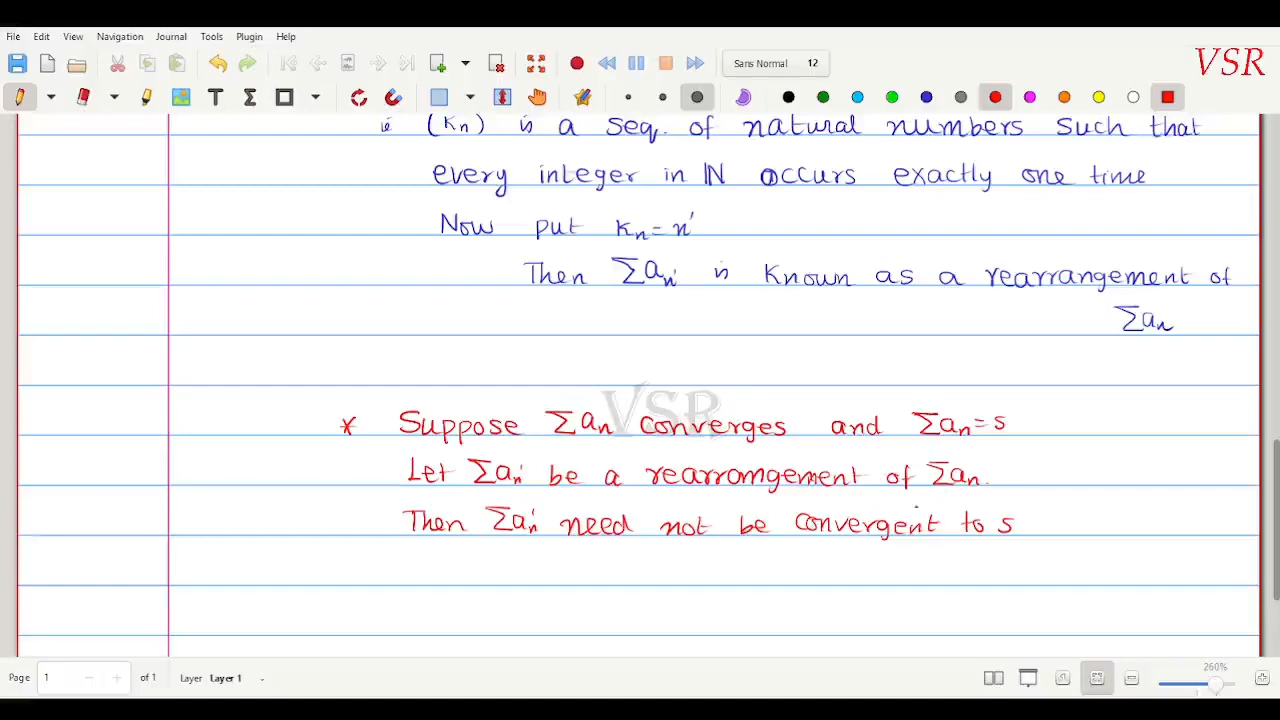 File Edit View Navigation Journal Tools Plugin Help
VSR
Sans Normal 12
ie (Kn) is a seq. of natural numbers such that
every integer in ℕ occurs exactly one time
Now put Kn = n'
Then Σan' is known as a rearrangement of
Σan
VSR
* Suppose Σan converges and Σan = s
Let Σan' be a rearromgement of Σan.
Then Σan' need not be convergent to s
260%
Page 1 of 1 Layer Layer 1